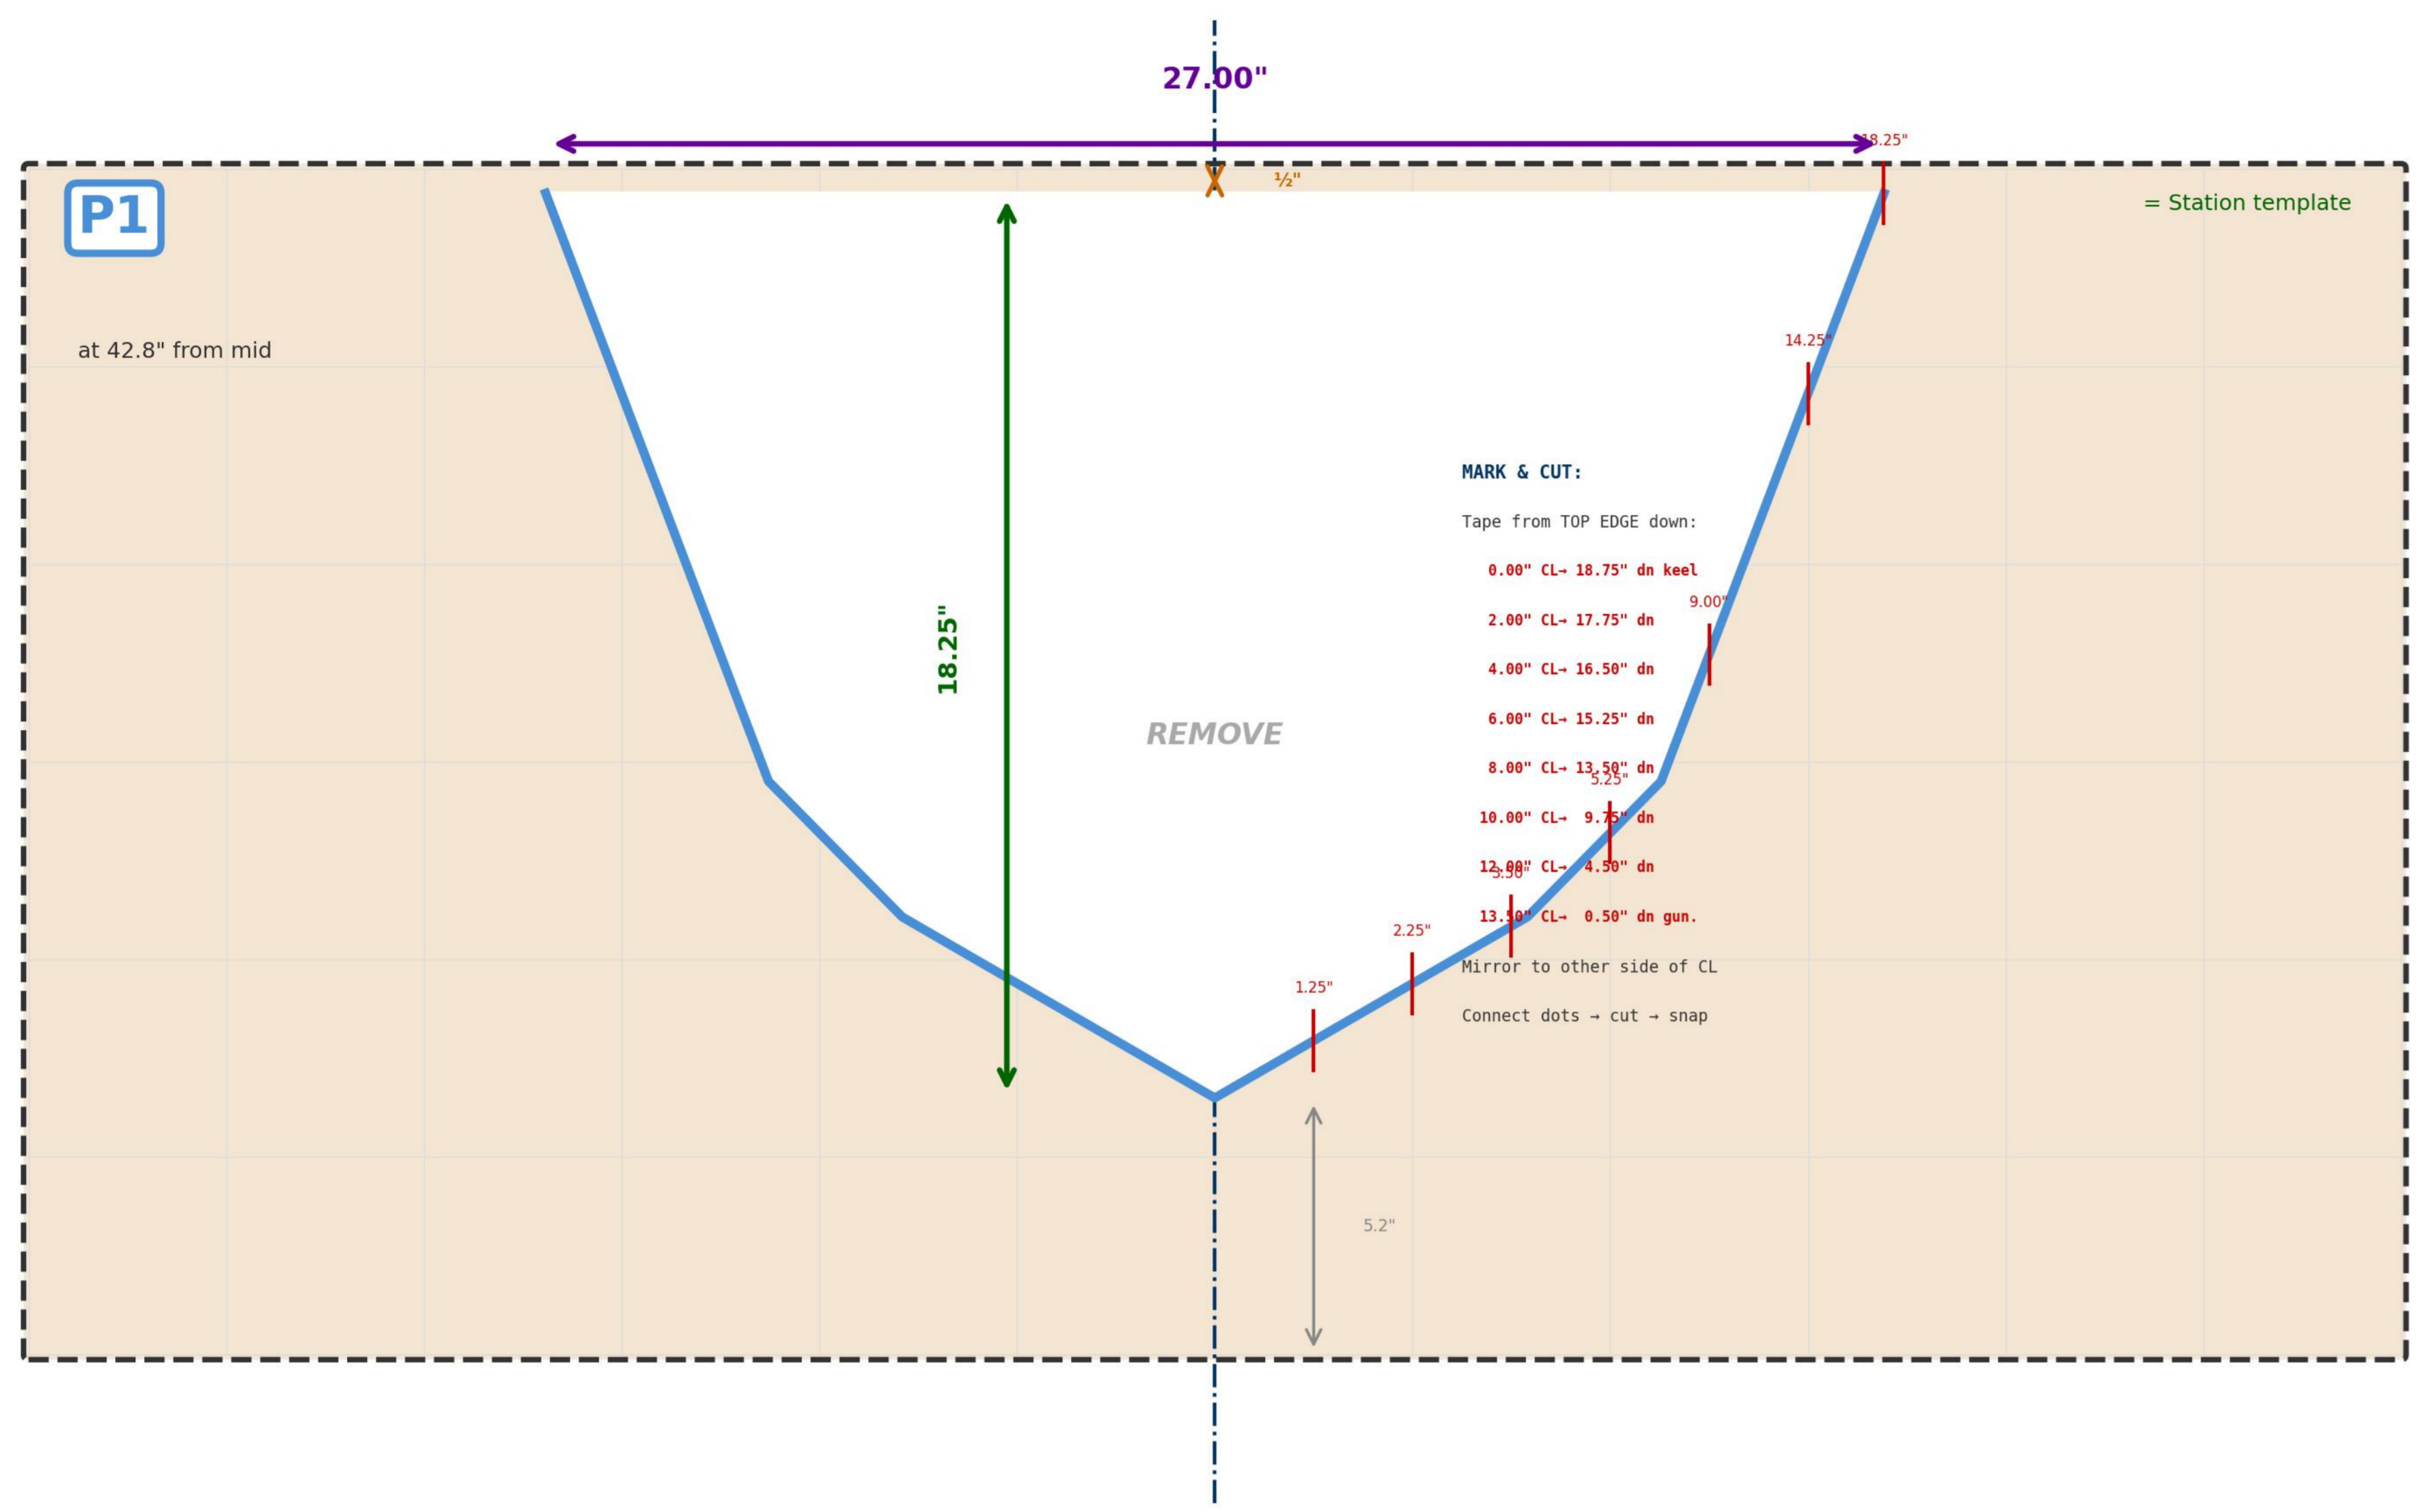 27.00"
18.25"
½"
P1
= Station template
at 42.8" from mid
14.25"
MARK & CUT:
Tape from TOP EDGE down:
0.00" CL→ 18.75" dn keel
9.00"
2.00" CL→ 17.75" dn
18.25"
4.00" CL→ 16.50" dn
6.00" CL→ 15.25" dn
REMOVE
8.00" CL→ 13.50" dn
5.25"
10.00" CL→ 9.75" dn
12.00" CL→ 4.50" dn
3.50"
13.50" CL→ 0.50" dn gun.
2.25"
Mirror to other side of CL
1.25"
Connect dots → cut → snap
5.2"